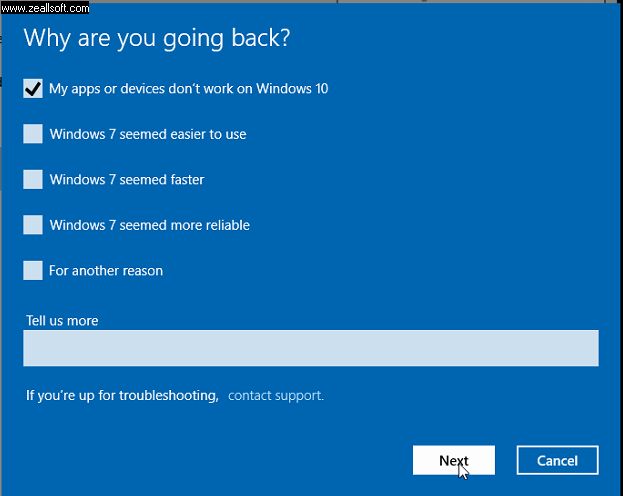 www.zeallsoft.com
Why are you going back?
My apps or devices don't work on Windows 10
Windows 7 seemed easier to use
Windows 7 seemed faster
Windows 7 seemed more reliable
For another reason
Tell us more
If you're up for troubleshooting, contact support.
Next Cancel